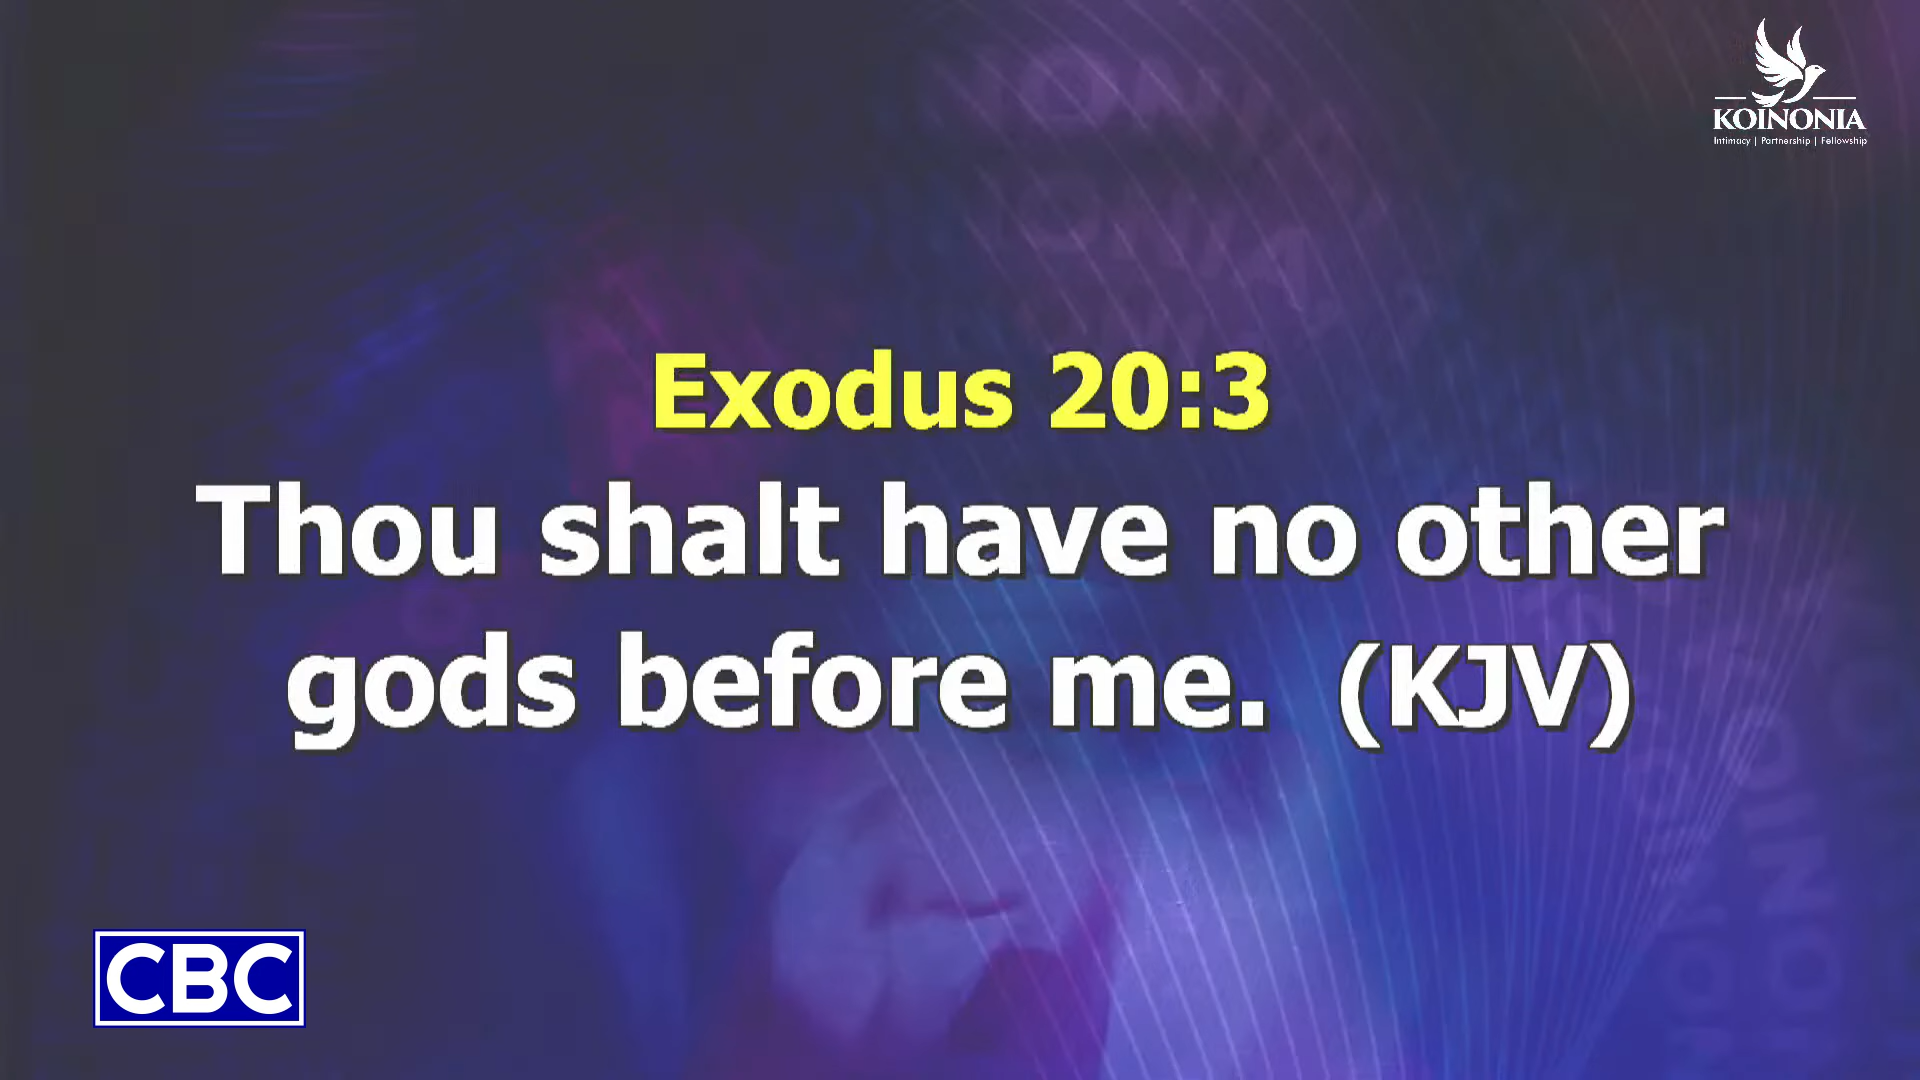 KOINONIA
Intimacy | Partnership | Fellowship
Exodus 20:3
Thou shalt have no other
gods before me.  (KJV)
CBC